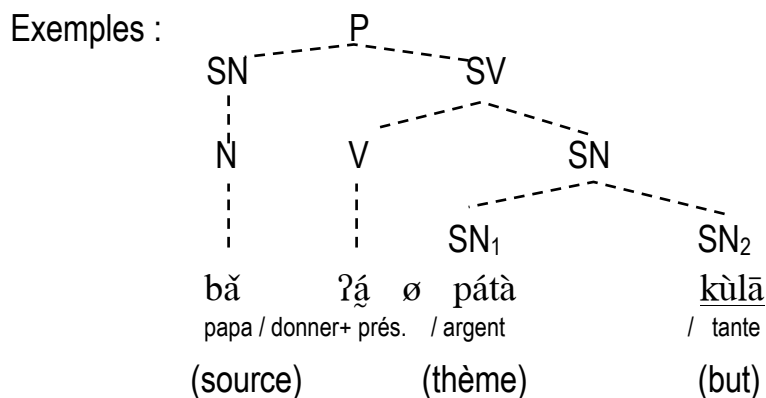 Exemples :
P
SN SV
N V SN
SN₁ SN₂
bǎ ʔá̰ ø pátà kùlā
papa / donner+ prés. / argent / tante
(source) (thème) (but)